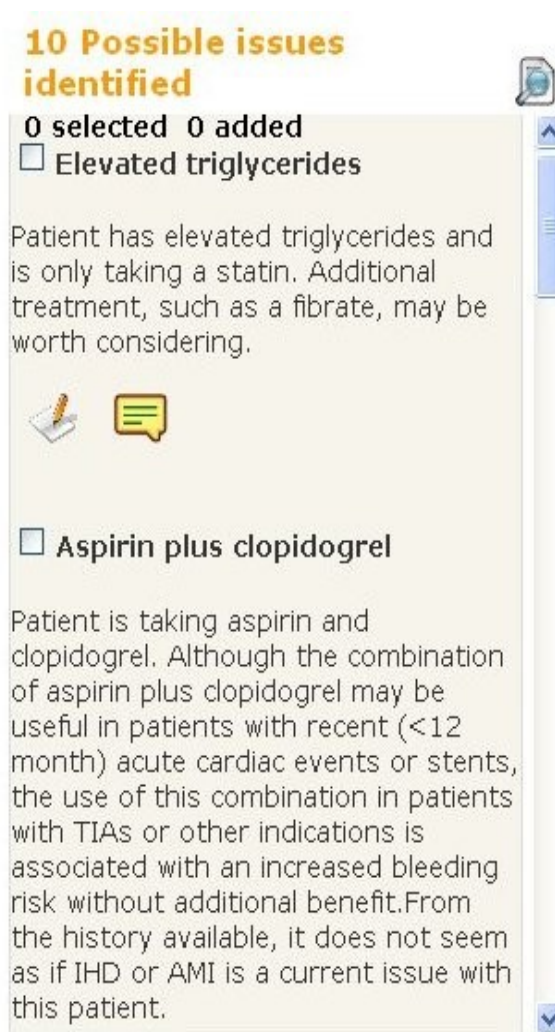 10 Possible issues
identified
0 selected 0 added
Elevated triglycerides
Patient has elevated triglycerides and
is only taking a statin. Additional
treatment, such as a fibrate, may be
worth considering.
Aspirin plus clopidogrel
Patient is taking aspirin and
clopidogrel. Although the combination
of aspirin plus clopidogrel may be
useful in patients with recent (<12
month) acute cardiac events or stents,
the use of this combination in patients
with TIAs or other indications is
associated with an increased bleeding
risk without additional benefit.From
the history available, it does not seem
as if IHD or AMI is a current issue with
this patient.